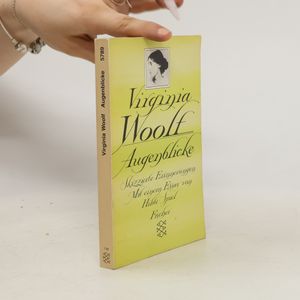 Virginia
Woolf
Augenblicke
Skizzierte Erinnerungen
Mit einem Essay von
Hilde Spiel
Fischer
Virginia Woolf Augenblicke 5789